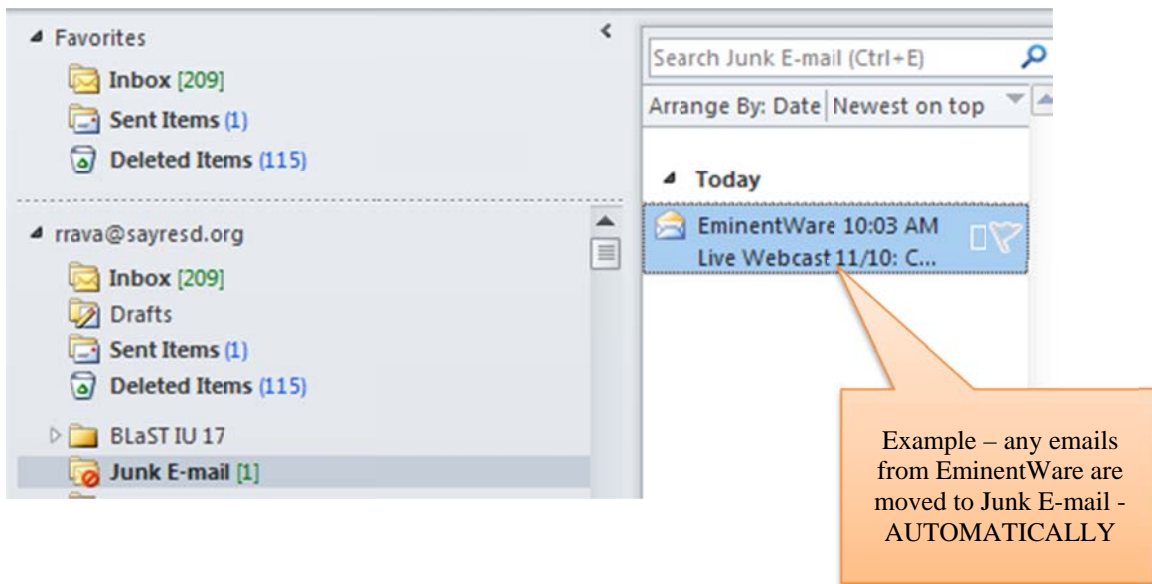 Favorites
Inbox [209]
Sent Items (1)
Deleted Items (115)
rrava@sayresd.org
Inbox [209]
Drafts
Sent Items (1)
Deleted Items (115)
BLaST IU 17
Junk E-mail [1]
Search Junk E-mail (Ctrl+E)
Arrange By: Date Newest on top
Today
EminentWare 10:03 AM
Live Webcast 11/10: C...
Example – any emails
from EminentWare are
moved to Junk E-mail -
AUTOMATICALLY